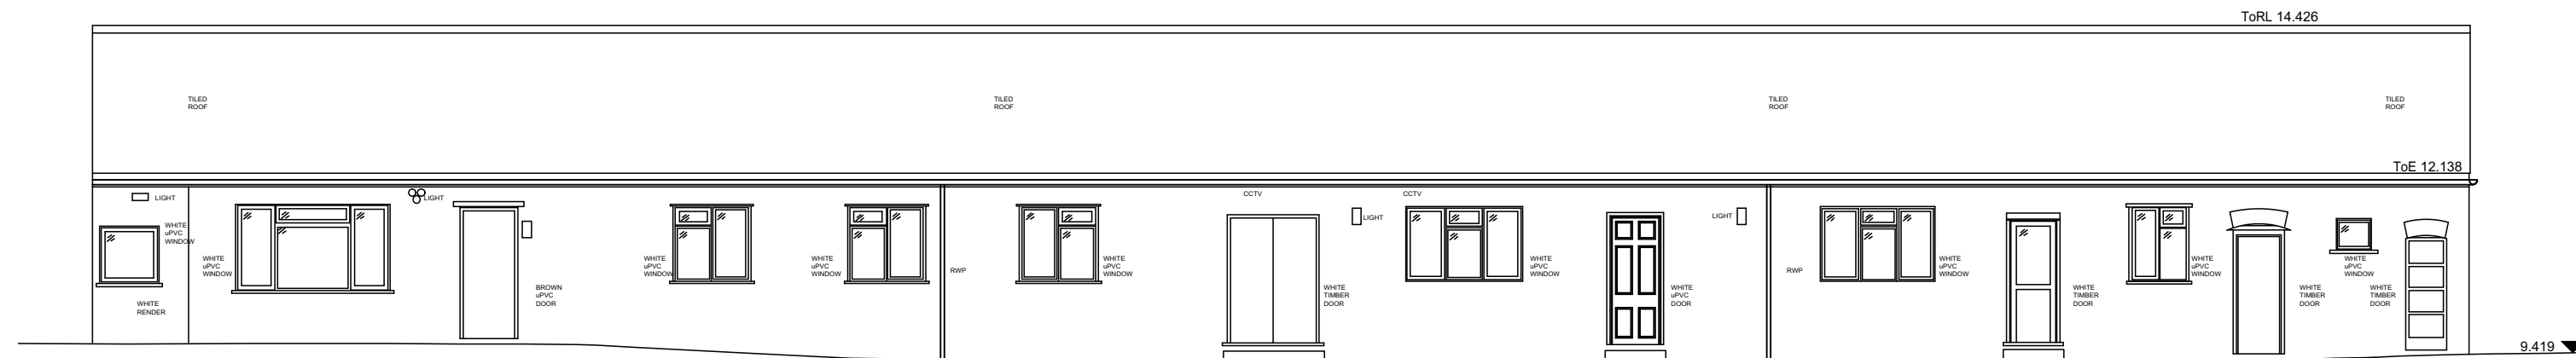 ToRL 14.426
TILED
ROOF
TILED
ROOF
TILED
ROOF
TILED
ROOF
ToE 12.138
LIGHT
LIGHT
CCTV
CCTV
LIGHT
LIGHT
WHITE
uPVC
WINDOW
WHITE
uPVC
WINDOW
WHITE
uPVC
WINDOW
WHITE
uPVC
WINDOW
RWP
WHITE
uPVC
WINDOW
WHITE
uPVC
WINDOW
RWP
WHITE
uPVC
WINDOW
WHITE
uPVC
WINDOW
WHITE
uPVC
WINDOW
WHITE
RENDER
BROWN
uPVC
DOOR
WHITE
TIMBER
DOOR
WHITE
uPVC
DOOR
WHITE
TIMBER
DOOR
WHITE
TIMBER
DOOR
WHITE
TIMBER
DOOR
9.419